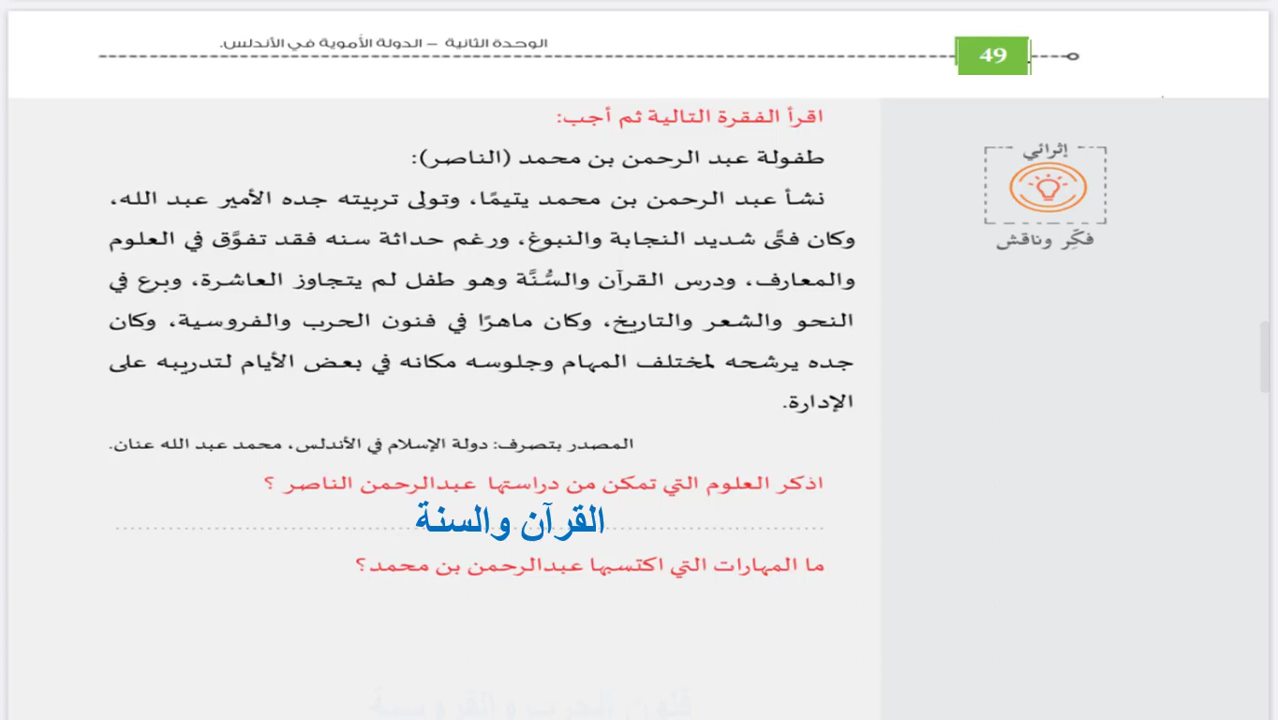 الوحدة الثانية – الدولة الأموية في الأندلس.
49
إثرائي
فكِّر وناقش
اقرأ الفقرة التالية ثم أجب:
طفولة عبد الرحمن بن محمد (الناصر):
نشأ عبد الرحمن بن محمد يتيمًا، وتولى تربيته جده الأمير عبد الله،
وكان فتًى شديد النجابة والنبوغ، ورغم حداثة سنه فقد تفوَّق في العلوم
والمعارف، ودرس القرآن والسُّنَّة وهو طفل لم يتجاوز العاشرة، وبرع في
النحو والشعر والتاريخ، وكان ماهرًا في فنون الحرب والفروسية، وكان
جده يرشحه لمختلف المهام وجلوسه مكانه في بعض الأيام لتدريبه على
الإدارة.
المصدر بتصرف: دولة الإسلام في الأندلس، محمد عبد الله عنان.
اذكر العلوم التي تمكن من دراستها عبدالرحمن الناصر ؟
القرآن والسنة
ما المهارات التي اكتسبها عبدالرحمن بن محمد؟
فنون الحرب والفروسية